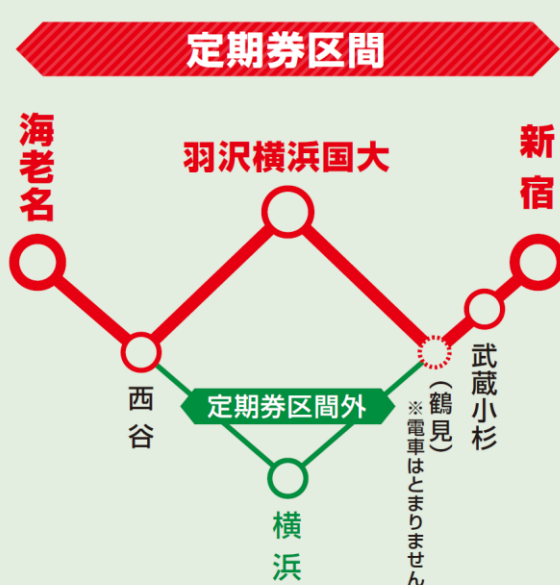 定期券区間
海老名
羽沢横浜国大
新宿
西谷
定期券区間外
横浜
(鶴見)
※電車はとまりません
武蔵小杉